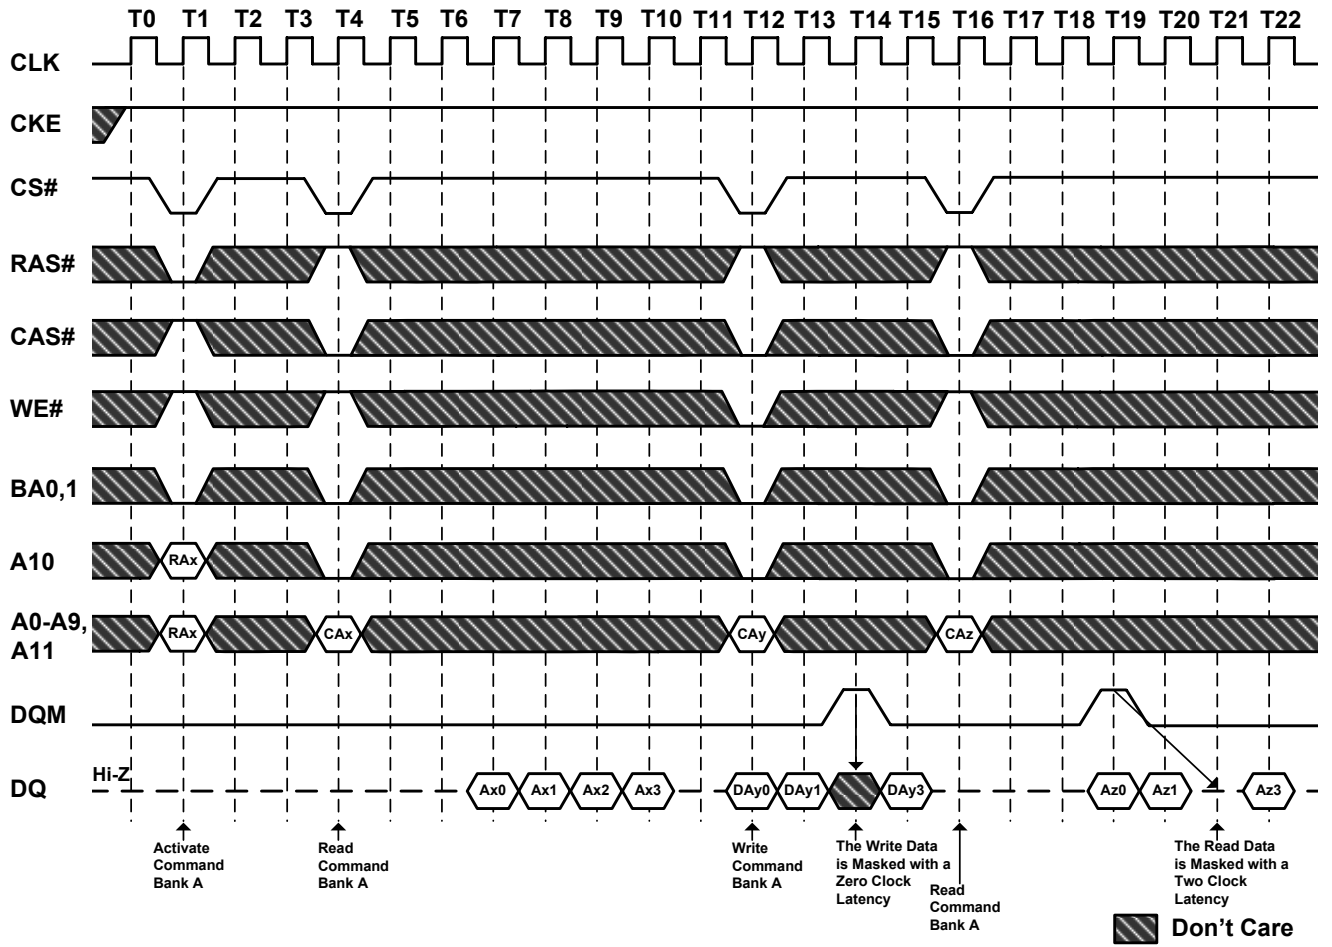 T0 T1 T2 T3 T4 T5 T6 T7 T8 T9 T10 T11 T12 T13 T14 T15 T16 T17 T18 T19 T20 T21 T22
CLK
CKE
CS#
RAS#
CAS#
WE#
BA0,1
A10
RAx
A0-A9,
A11
RAx CAx CAy CAz
DQM
DQ
Hi-Z
Ax0 Ax1 Ax2 Ax3 DAy0 DAy1 DAy3 Az0 Az1 Az3
Activate
Command
Bank A
Read
Command
Bank A
Write
Command
Bank A
The Write Data
is Masked with a
Zero Clock
Latency
Read
Command
Bank A
The Read Data
is Masked with a
Two Clock
Latency
Don't Care